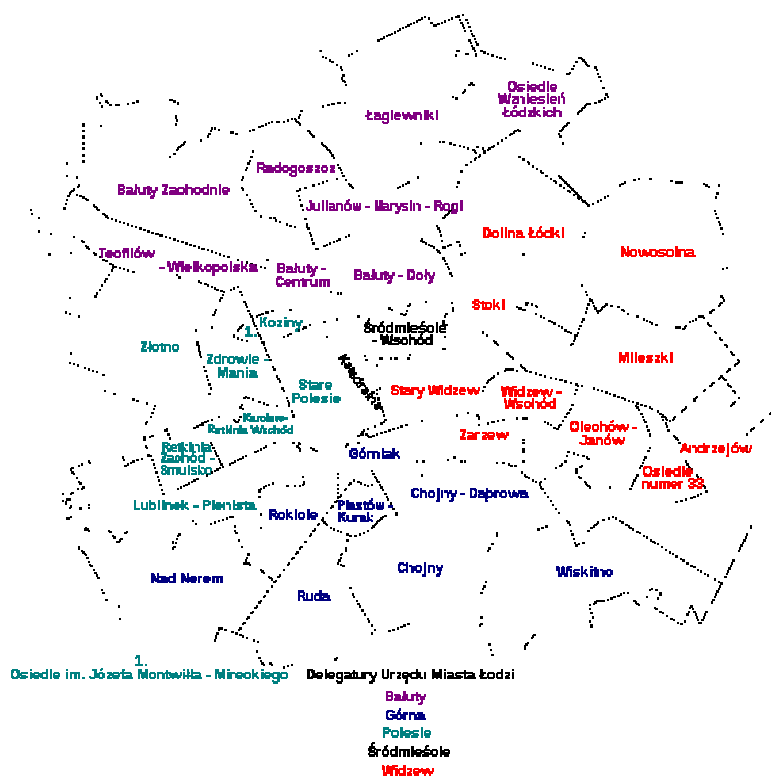 Osiedle
Wzniesień
Łódzkich
Łagiewniki
Radogoszcz
Bałuty Zachodnie
Julianów - Marysin - Rogi
Dolina Łódki
Nowosolna
Teofilów
- Wielkopolska
Bałuty -
Centrum
Bałuty - Doły
Stoki
Koziny
1.
Śródmieście
- Wschód
Złotno
Zdrowie -
Mania
Mileszki
Katedralna
Stare
Polesie
Stary Widzew
Widzew -
Wschód
Karolew-
Retkinia Wschód
Olechów -
Janów
Zarzew
Retkinia
Zachód -
Smulsko
Górniak
Andrzejów
Osiedle
numer 33
Chojny - Dąbrowa
Lublinek - Pienista
Rokicie
Piastów -
Kurak
Nad Nerem
Chojny
Wiskitno
Ruda
1.
Osiedle im. Józefa Montwiłła - Mireckiego
Delegatury Urzędu Miasta Łodzi
Bałuty
Górna
Polesie
Śródmieście
Widzew